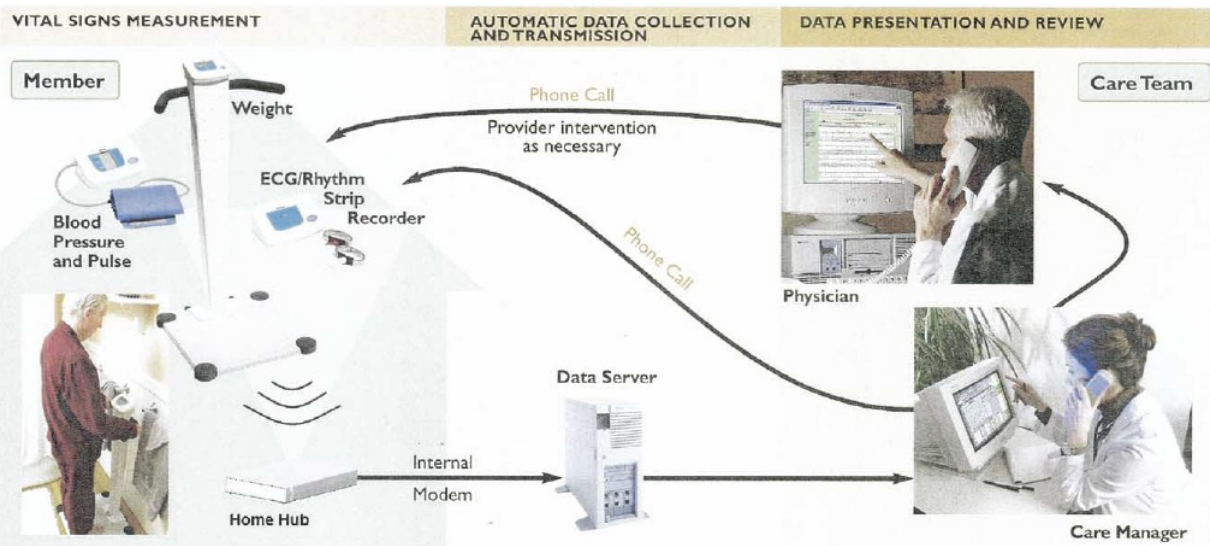 VITAL SIGNS MEASUREMENT
AUTOMATIC DATA COLLECTION
AND TRANSMISSION
DATA PRESENTATION AND REVIEW
Member
Weight
Blood
Pressure
and Pulse
ECG/Rhythm
Strip
Recorder
Phone Call
Provider intervention
as necessary
Phone Call
Care Team
Physician
Data Server
Internal
Modem
Home Hub
Care Manager